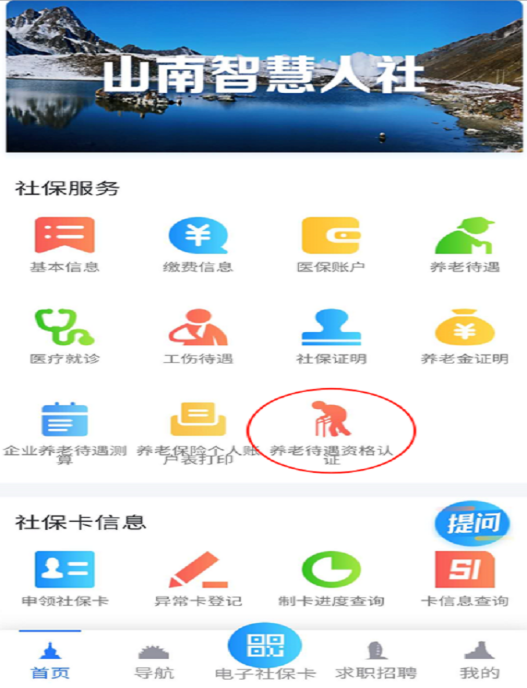 山南智慧人社
社保服务
基本信息 缴费信息 医保账户 养老待遇
医疗就诊 工伤待遇 社保证明 养老金证明
企业养老待遇测算 养老保险个人账户表打印 养老待遇资格认证
社保卡信息
提问
申领社保卡 异常卡登记 制卡进度查询 卡信息查询
首页 导航 电子社保卡 求职招聘 我的